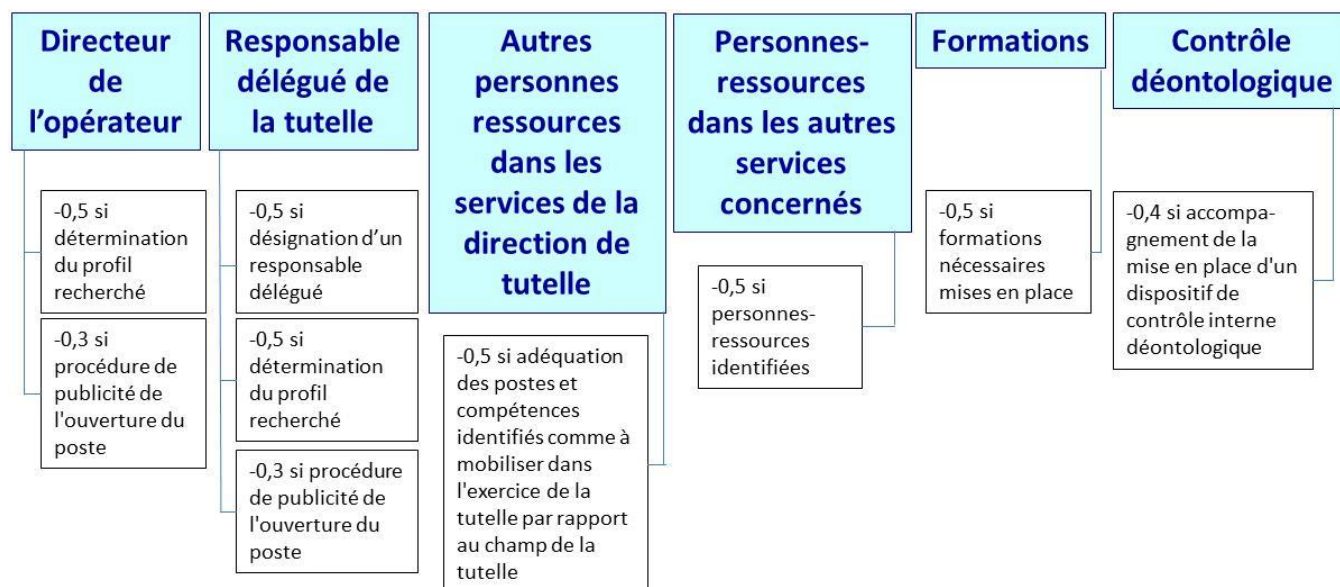 Directeur
de
l'opérateur
-0,5 si
détermination
du profil
recherché
-0,3 si
procédure de
publicité de
l'ouverture du
poste
Responsable
délégué de
la tutelle
-0,5 si
désignation d'un
responsable
délégué
-0,5 si
détermination
du profil
recherché
-0,3 si procédure
de publicité de
l'ouverture du
poste
Autres
personnes
ressources
dans les
services de la
direction de
tutelle
-0,5 si adéquation
des postes et
compétences
identifiés comme à
mobiliser dans
l'exercice de la
tutelle par rapport
au champ de la
tutelle
Personnes-
ressources
dans les autres
services
concernés
-0,5 si
personnes-
ressources
identifiées
Formations
-0,5 si
formations
nécessaires
mises en place
Contrôle
déontologique
-0,4 si accompa-
gnement de la
mise en place d'un
dispositif de
contrôle interne
déontologique